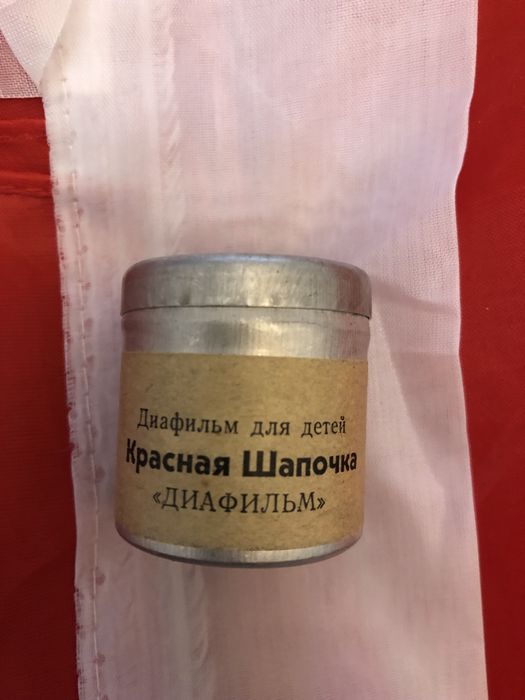 Диафильм для детей
Красная Шапочка
«ДИАФИЛЬМ»